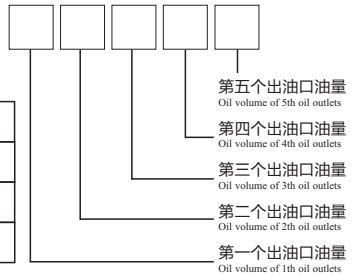 第五个出油口油量
Oil volume of 5th oil outlets
第四个出油口油量
Oil volume of 4th oil outlets
第三个出油口油量
Oil volume of 3th oil outlets
第二个出油口油量
Oil volume of 2th oil outlets
第一个出油口油量
Oil volume of 1th oil outlets